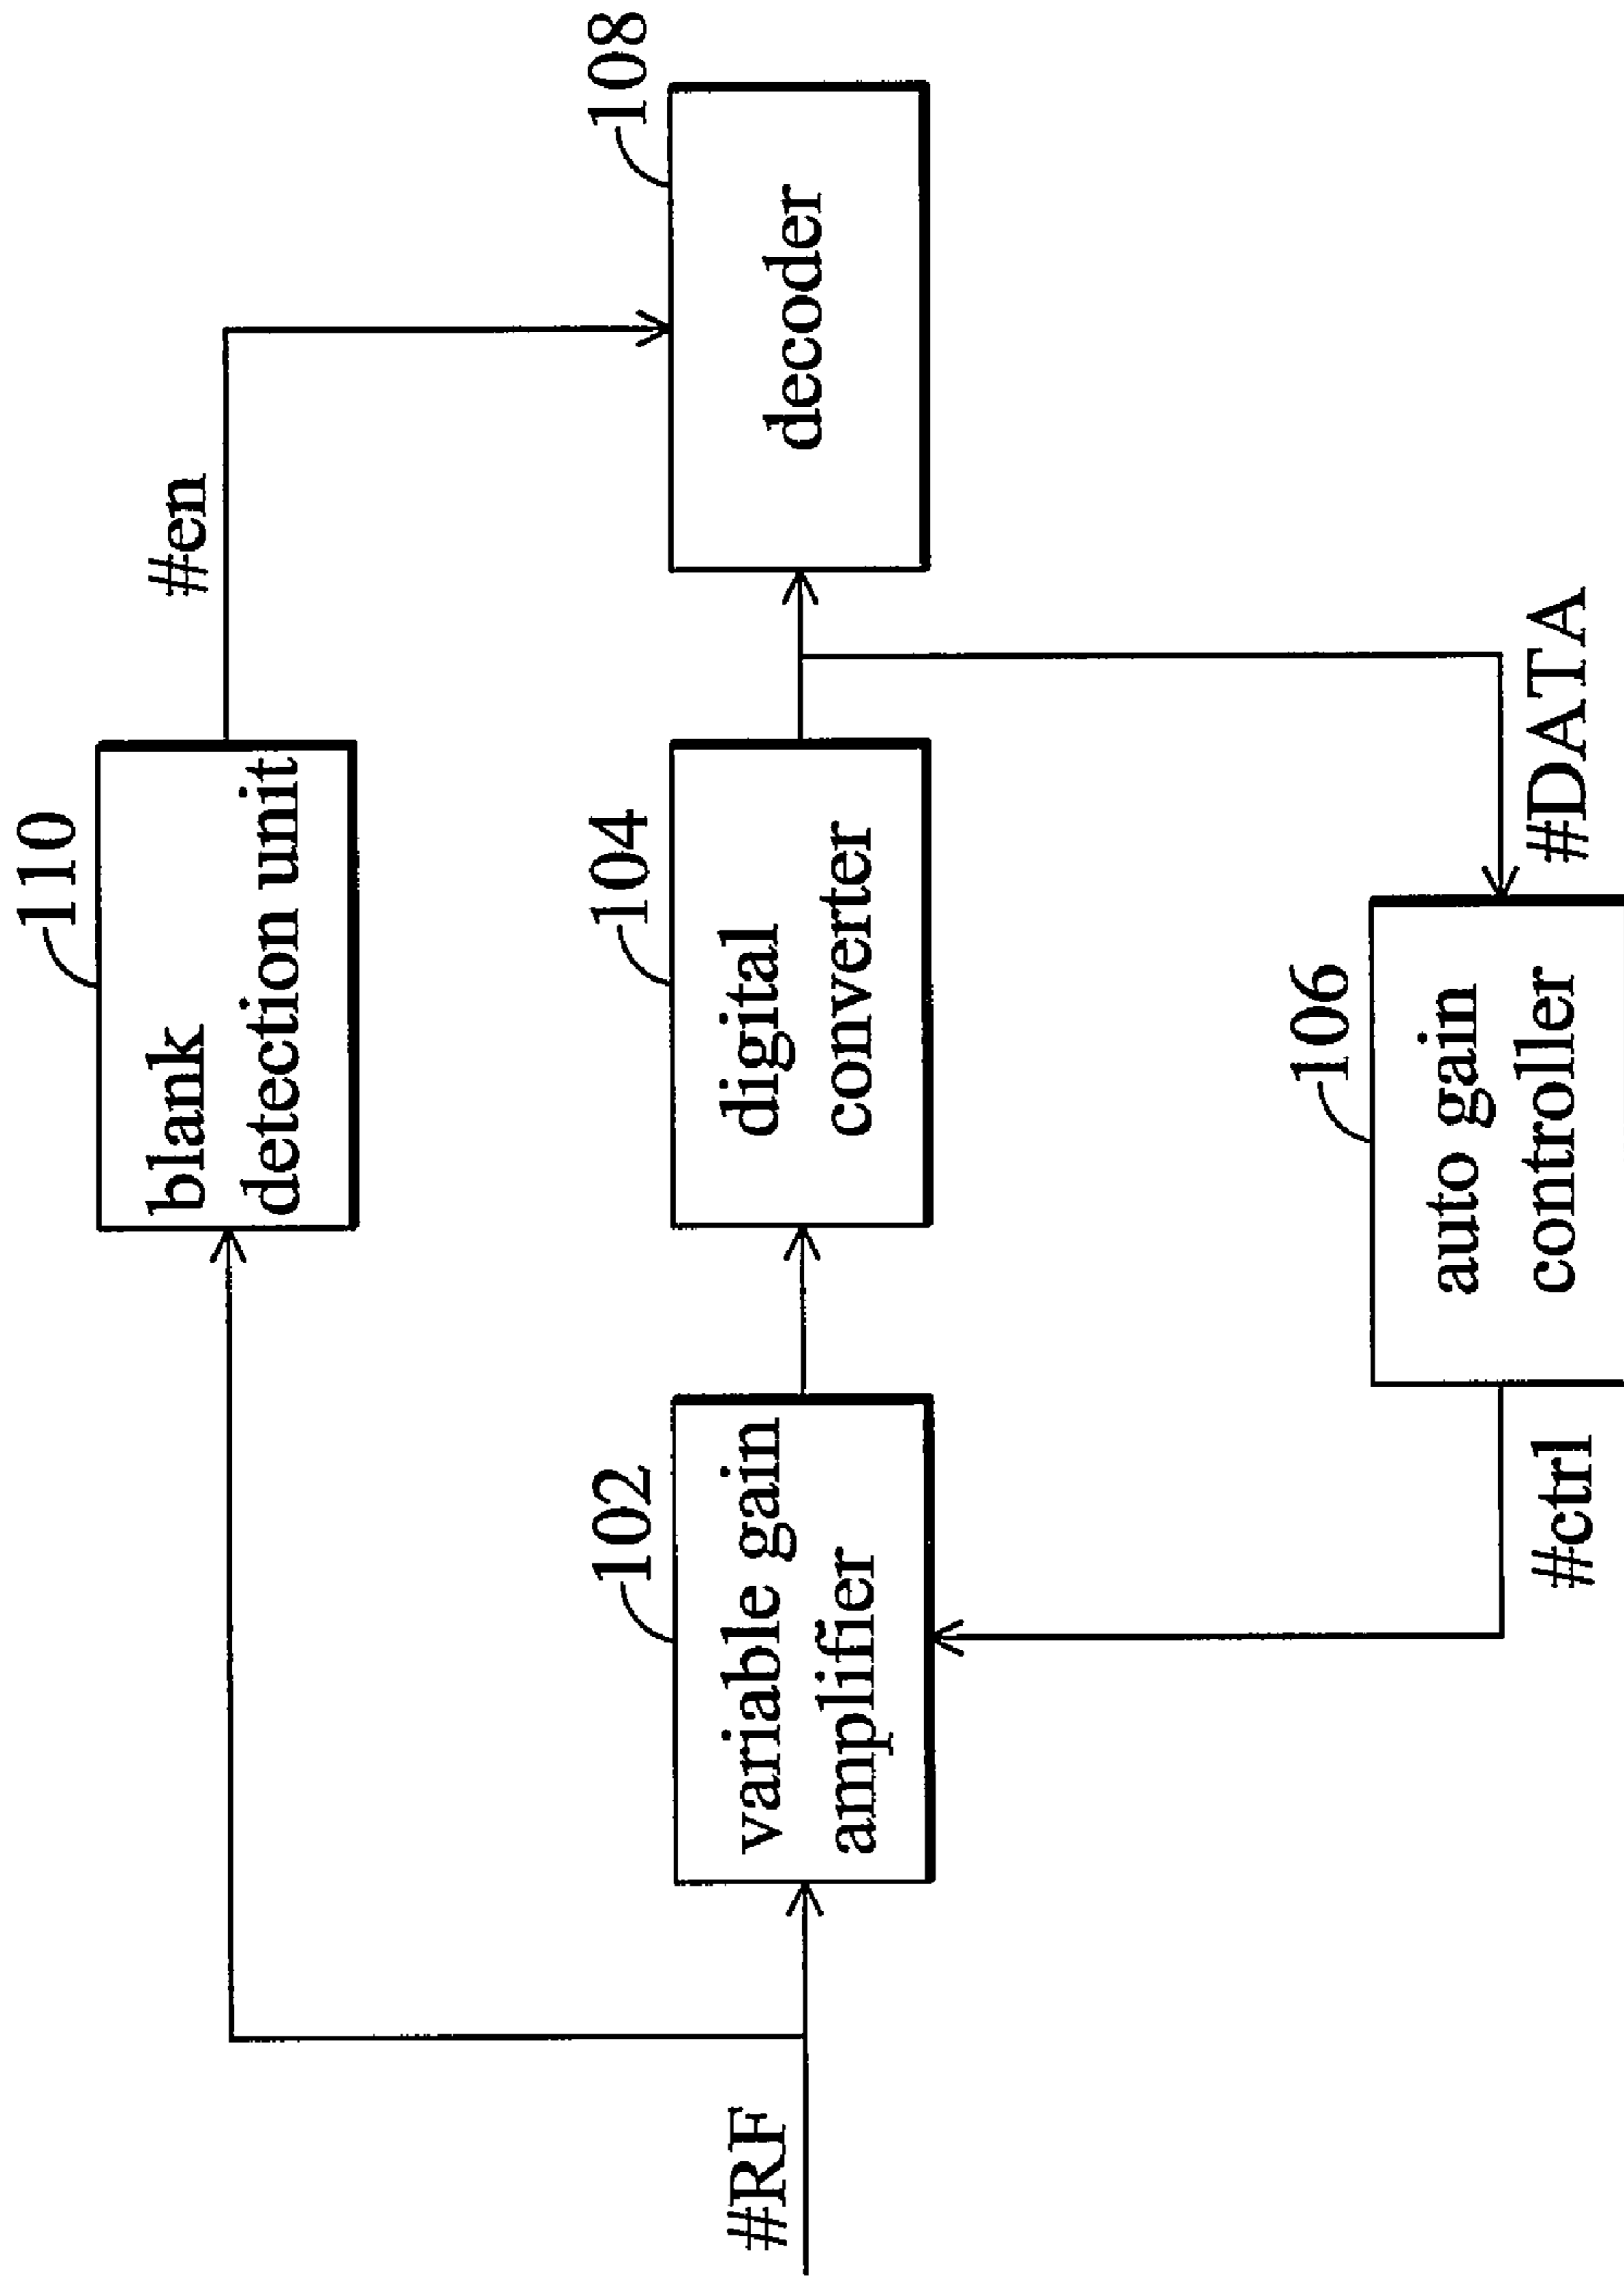 110
blank
detection unit
#en
102
variable gain
amplifier
104
digital
converter
108
decoder
#RF
106
auto gain
controller
#ctrl
#DATA